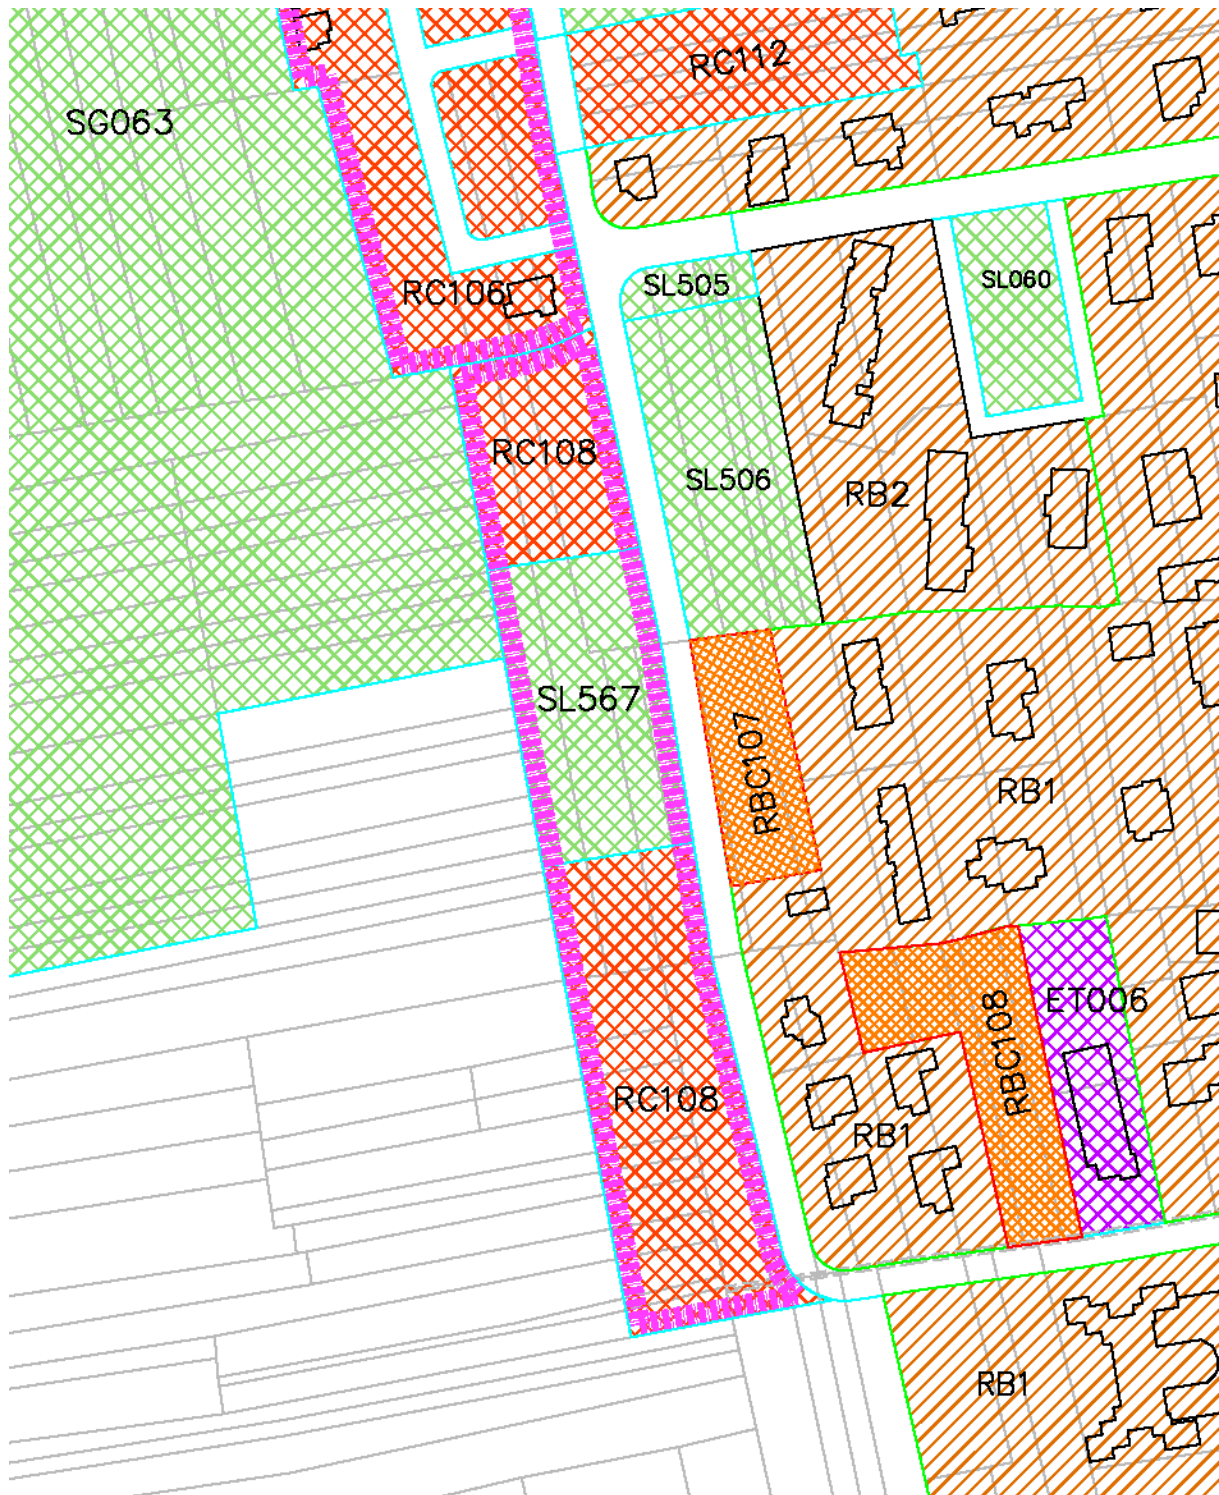 RC112
SG063
SL060
SL505
RC106
RC108
SL506
RB2
SL567
RBC107
RB1
ET006
RBC108
RC108
RB1
RB1